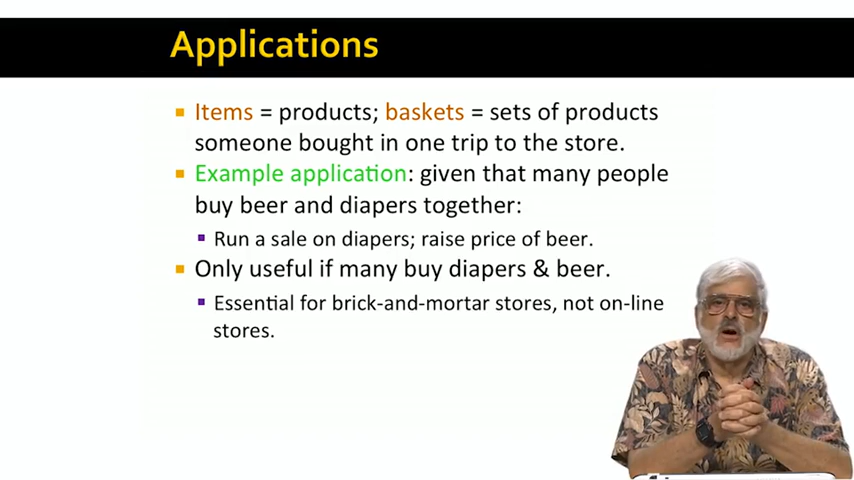 Applications
Items = products; baskets = sets of products
someone bought in one trip to the store.
Example application: given that many people
buy beer and diapers together:
Run a sale on diapers; raise price of beer.
Only useful if many buy diapers & beer.
Essential for brick-and-mortar stores, not on-line
stores.